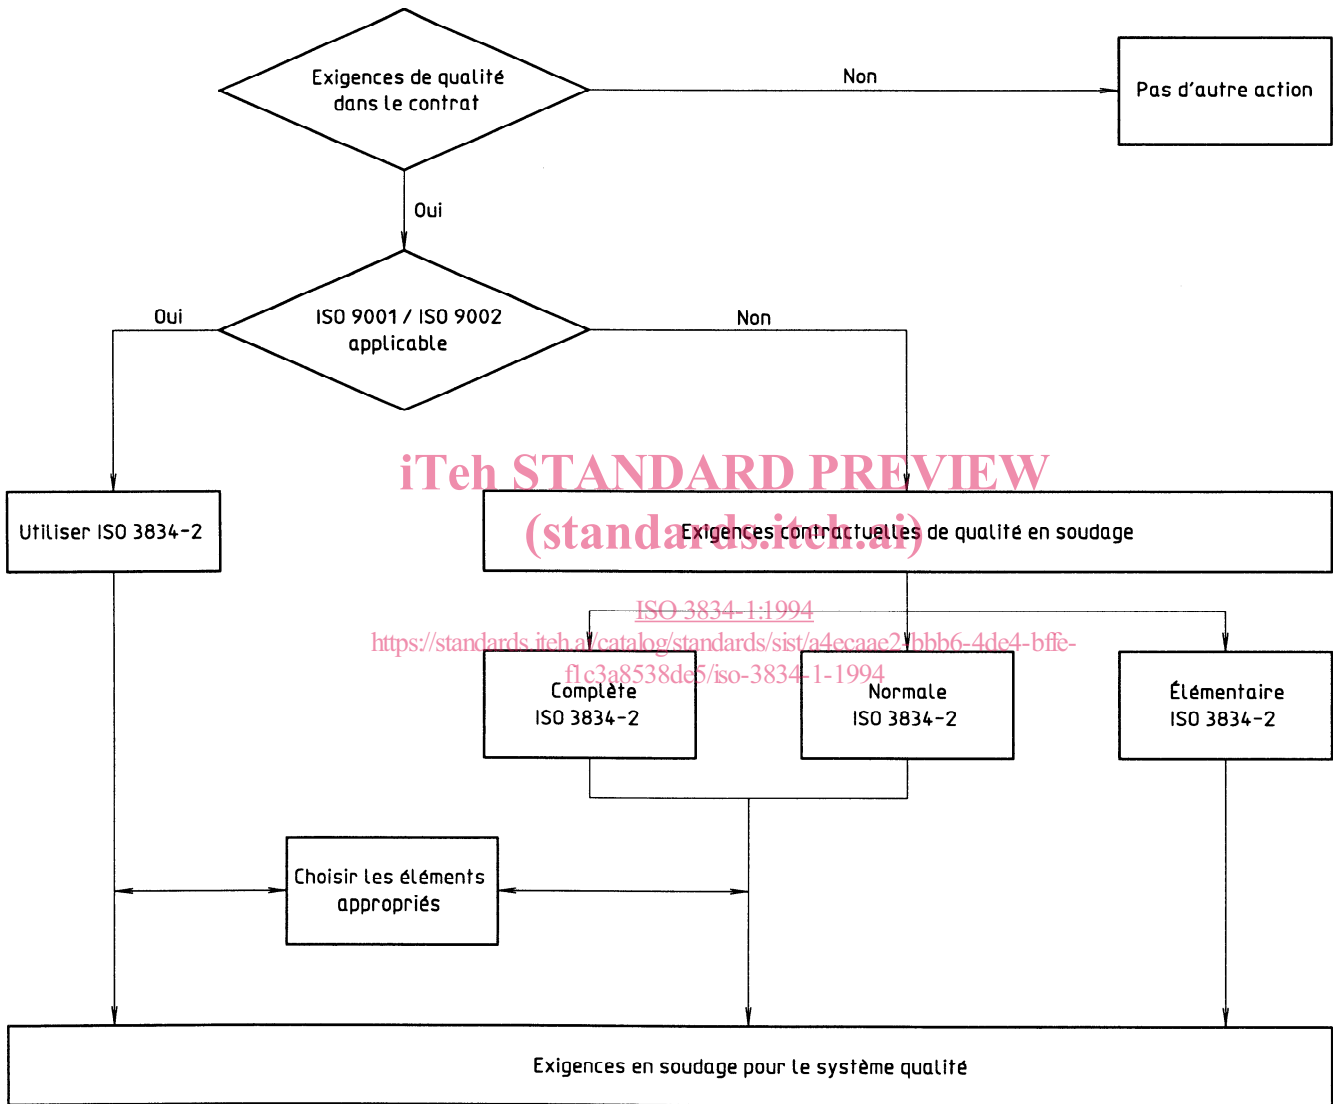 Exigences de qualité
dans le contrat
Non
Pas d'autre action
Oui
Oui
ISO 9001 / ISO 9002
applicable
Non
iTeh STANDARD PREVIEW
(standards.iteh.ai)
Utiliser ISO 3834-2
Exigences contractuelles de qualité en soudage
ISO 3834-1:1994
https://standards.iteh.ai/catalog/standards/sist/a4ecaae2-bbb6-4de4-bffe-
f1c3a8538de5/iso-3834-1-1994
Complète
ISO 3834-2
Normale
ISO 3834-2
Élémentaire
ISO 3834-2
Choisir les éléments
appropriés
Exigences en soudage pour le système qualité